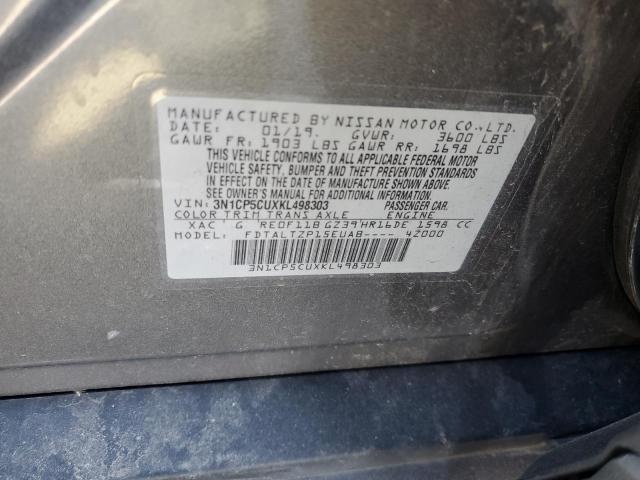 MANUFACTURED BY NISSAN MOTOR CO.,LTD.
DATE: 01/19. GVWR: 3600 LBS
GAWR FR: 1903 LBS GAWR RR: 1698 LBS
THIS VEHICLE CONFORMS TO ALL APPLICABLE FEDERAL MOTOR
VEHICLE SAFETY, BUMPER AND THEFT PREVENTION STANDARDS
IN EFFECT ON THE DATE OF MANUFACTURE SHOWN ABOVE.
SEE OWNER'S MANUAL FOR ADDITIONAL INFORMATION
VIN: 3N1CP5CUXKL498303 PASSENGER CAR.
COLOR TRIM TRANS AXLE ENGINE
XAC G RE0F11B GZ39 HR16DE 1598 CC
MODEL: FDTALTZP15EUAB---- 4Z000
3N1CP5CUXKL498303